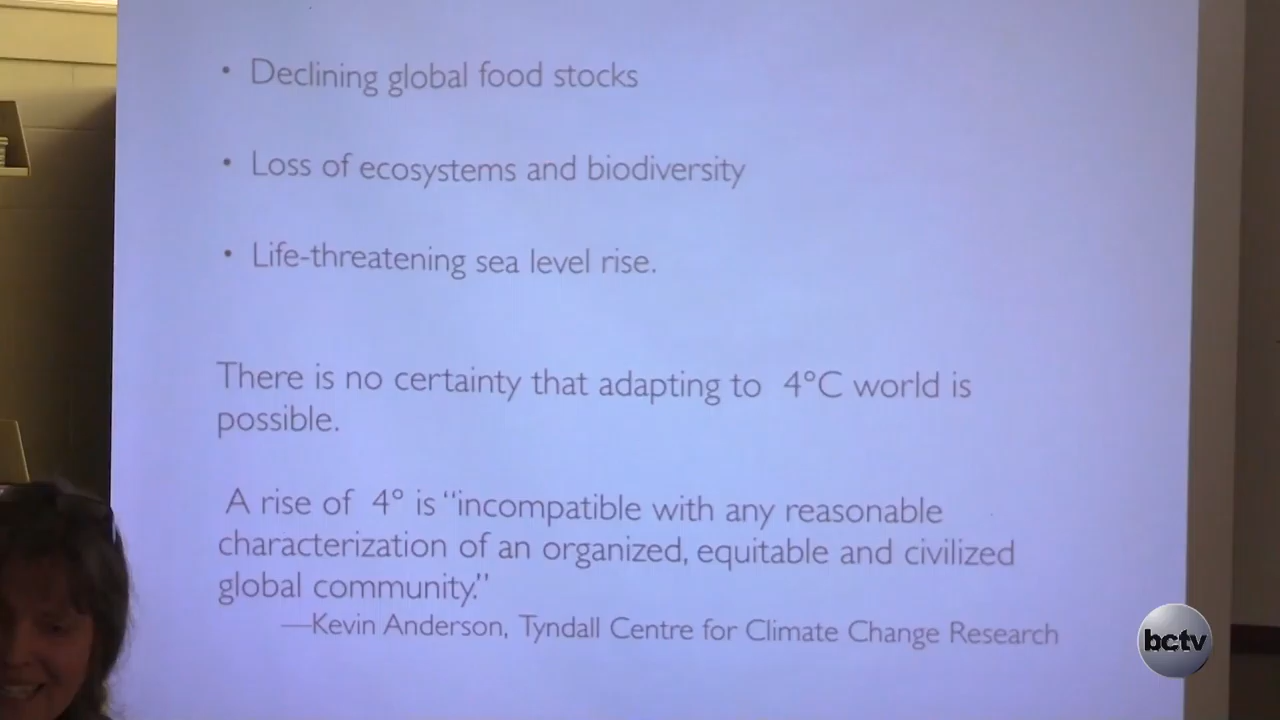 • Declining global food stocks
• Loss of ecosystems and biodiversity
• Life-threatening sea level rise.
There is no certainty that adapting to 4°C world is
possible.
A rise of 4° is "incompatible with any reasonable
characterization of an organized, equitable and civilized
global community."
—Kevin Anderson, Tyndall Centre for Climate Change Research
bctv